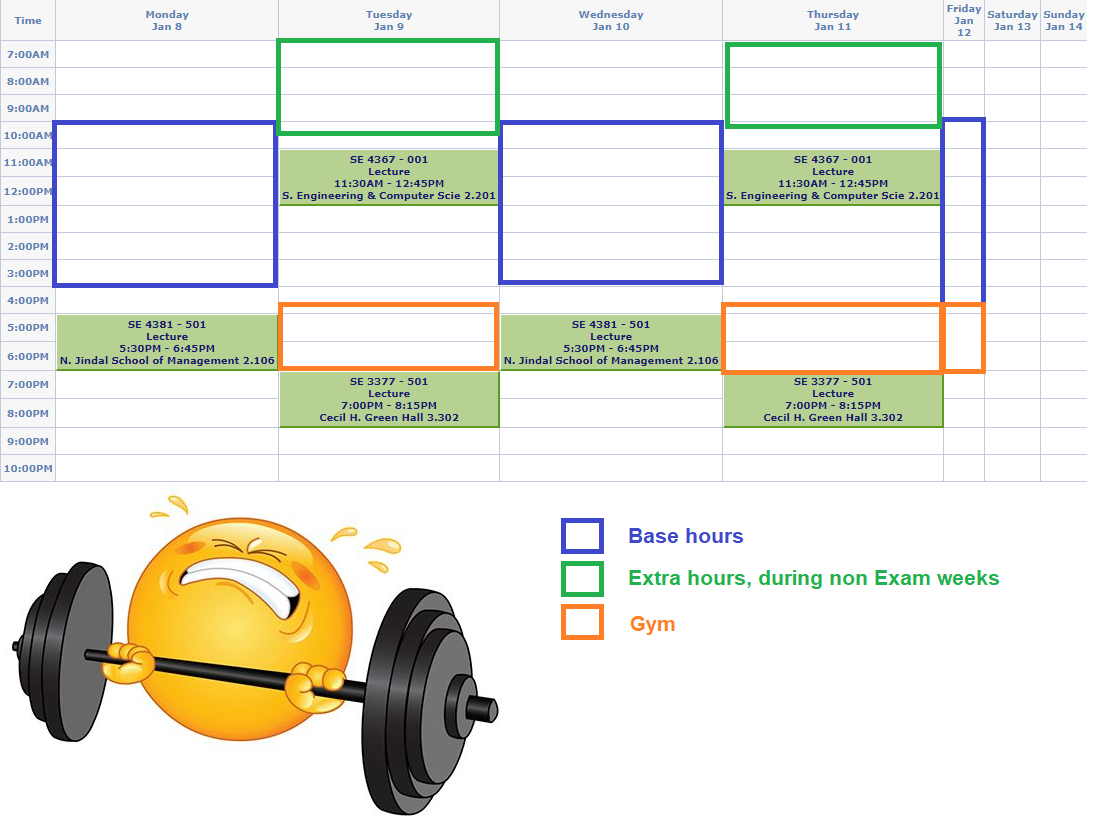 Time
Monday
Jan 8
Tuesday
Jan 9
Wednesday
Jan 10
Thursday
Jan 11
Friday
Jan
12
Saturday
Jan 13
Sunday
Jan 14
7:00AM
8:00AM
9:00AM
10:00AM
11:00AM
SE 4367 - 001
Lecture
11:30AM - 12:45PM
S. Engineering & Computer Scie 2.201
SE 4367 - 001
Lecture
11:30AM - 12:45PM
S. Engineering & Computer Scie 2.201
12:00PM
1:00PM
2:00PM
3:00PM
4:00PM
5:00PM
SE 4381 - 501
Lecture
5:30PM - 6:45PM
N. Jindal School of Management 2.106
SE 4381 - 501
Lecture
5:30PM - 6:45PM
N. Jindal School of Management 2.106
6:00PM
7:00PM
SE 3377 - 501
Lecture
7:00PM - 8:15PM
Cecil H. Green Hall 3.302
SE 3377 - 501
Lecture
7:00PM - 8:15PM
Cecil H. Green Hall 3.302
8:00PM
9:00PM
10:00PM
Base hours
Extra hours, during non Exam weeks
Gym